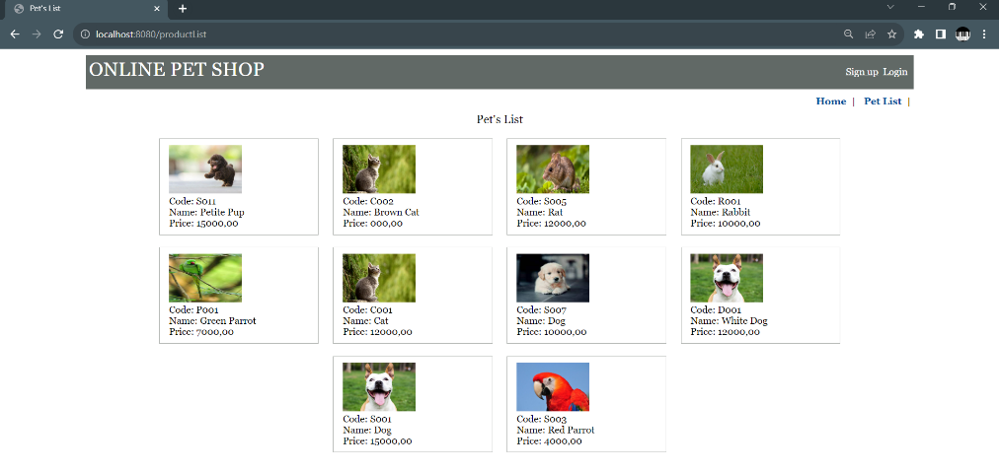 Pet's List
localhost:8080/productList
ONLINE PET SHOP
Sign up Login
Home | Pet List |
Pet's List
Code: S011
Name: Petite Pup
Price: 15000,00
Code: C002
Name: Brown Cat
Price: 000,00
Code: S005
Name: Rat
Price: 12000,00
Code: R001
Name: Rabbit
Price: 10000,00
Code: P001
Name: Green Parrot
Price: 7000,00
Code: C001
Name: Cat
Price: 12000,00
Code: S007
Name: Dog
Price: 10000,00
Code: D001
Name: White Dog
Price: 12000,00
Code: S001
Name: Dog
Price: 15000,00
Code: S003
Name: Red Parrot
Price: 4000,00